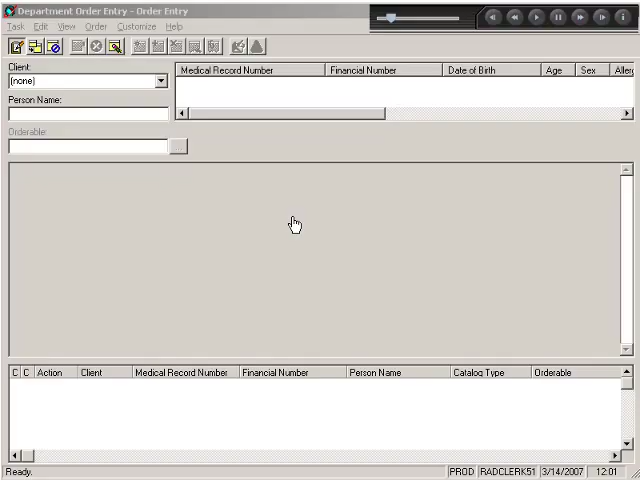 Department Order Entry - Order Entry
Task Edit View Order Customize Help
Client:
(none)
Medical Record Number Financial Number Date of Birth Age Sex Allerg
Person Name:
Orderable:
...
C C Action Client Medical Record Number Financial Number Person Name Catalog Type Orderable
Ready. PROD RADCLERK51 3/14/2007 12:01